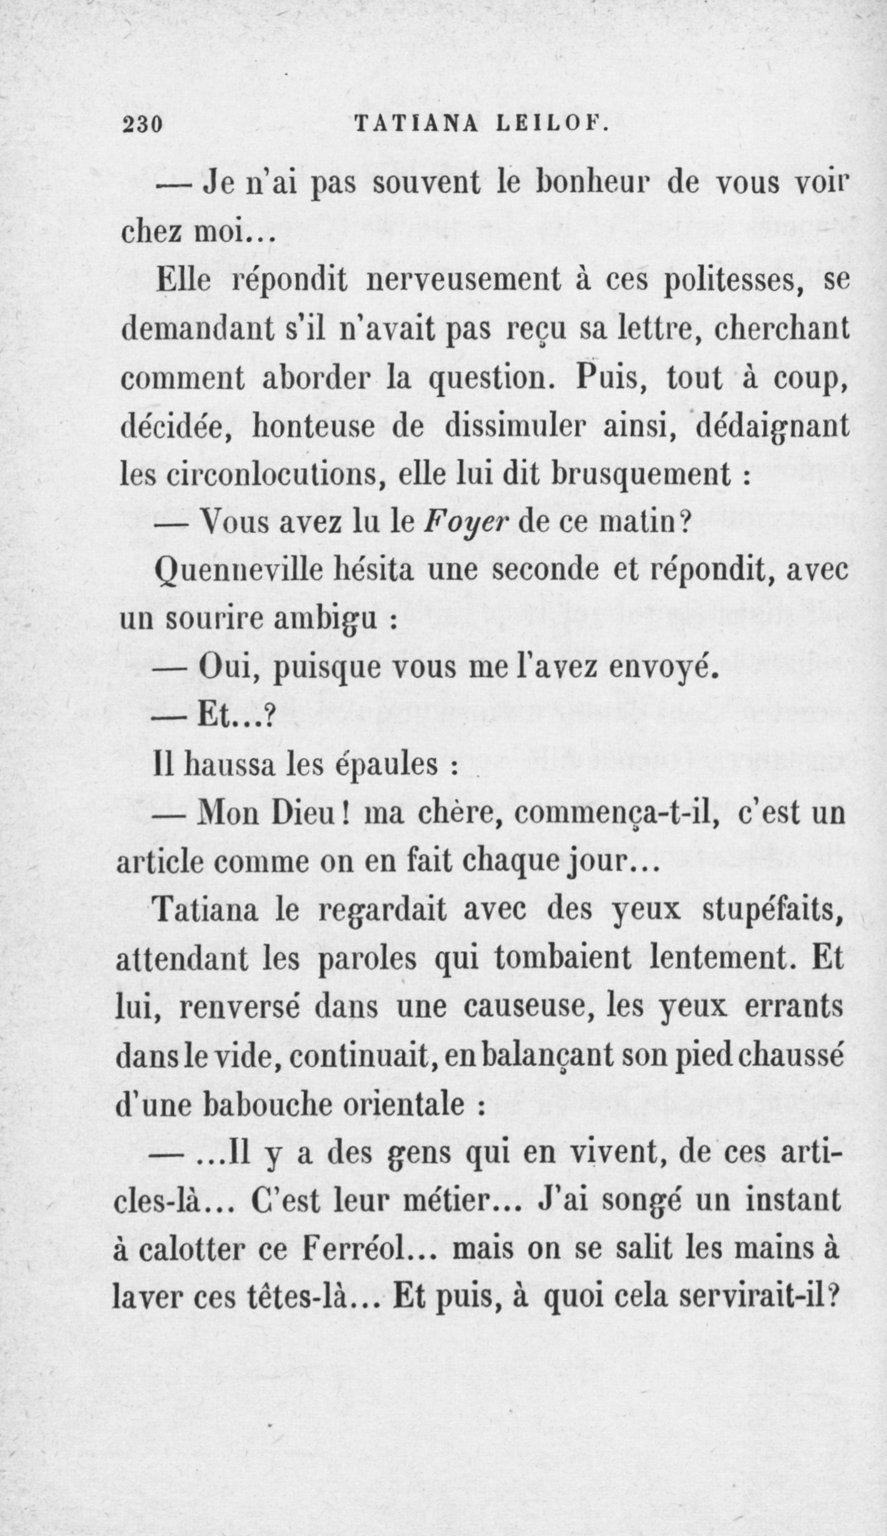 230 TATIANA LEILOF.
— Je n'ai pas souvent le bonheur de vous voir
chez moi...
Elle répondit nerveusement à ces politesses, se
demandant s'il n'avait pas reçu sa lettre, cherchant
comment aborder la question. Puis, tout à coup,
décidée, honteuse de dissimuler ainsi, dédaignant
les circonlocutions, elle lui dit brusquement :
— Vous avez lu le Foyer de ce matin?
Quenneville hésita une seconde et répondit, avec
un sourire ambigu :
— Oui, puisque vous me l'avez envoyé.
— Et...?
Il haussa les épaules :
— Mon Dieu! ma chère, commença-t-il, c'est un
article comme on en fait chaque jour...
Tatiana le regardait avec des yeux stupéfaits,
attendant les paroles qui tombaient lentement. Et
lui, renversé dans une causeuse, les yeux errants
dans le vide, continuait, en balançant son pied chaussé
d'une babouche orientale :
— ...Il y a des gens qui en vivent, de ces arti-
cles-là... C'est leur métier... J'ai songé un instant
à calotter ce Ferréol... mais on se salit les mains à
laver ces têtes-là... Et puis, à quoi cela servirait-il?